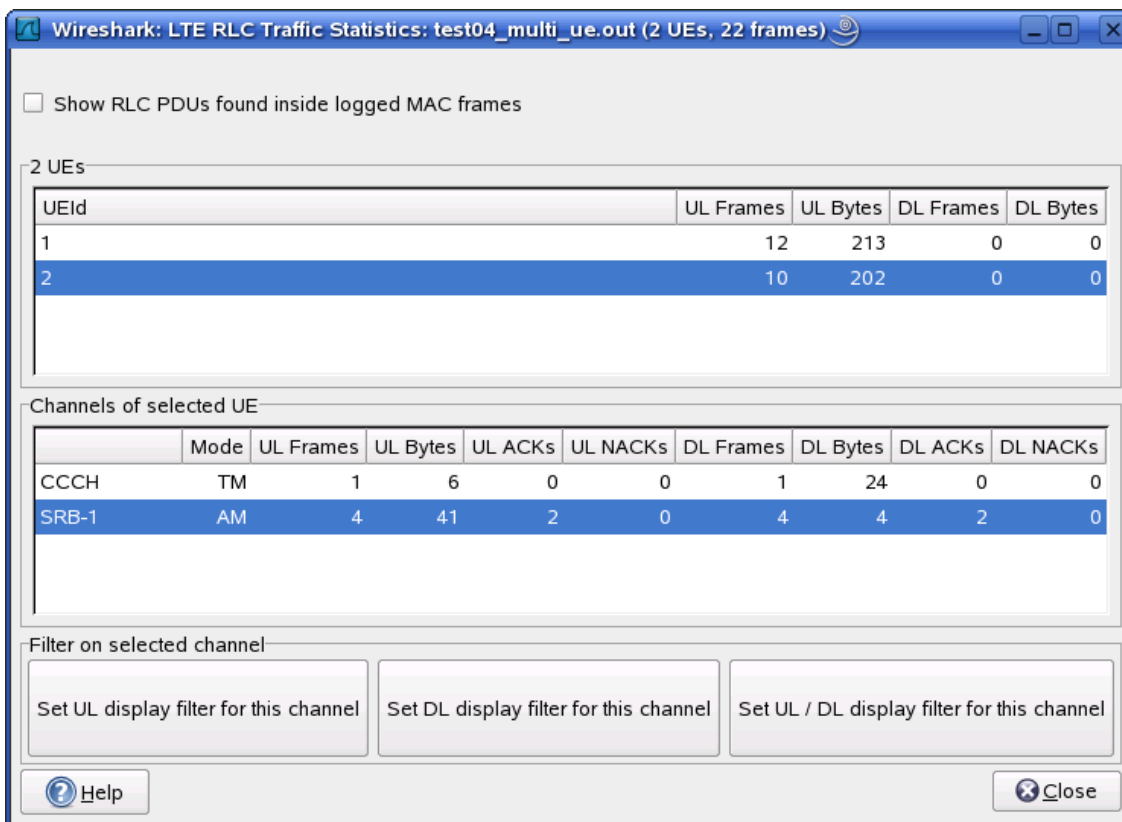 Wireshark: LTE RLC Traffic Statistics: test04_multi_ue.out (2 UEs, 22 frames)
Show RLC PDUs found inside logged MAC frames
2 UEs
UEId UL Frames UL Bytes DL Frames DL Bytes
1 12 213 0 0
2 10 202 0 0
Channels of selected UE
Mode UL Frames UL Bytes UL ACKs UL NACKs DL Frames DL Bytes DL ACKs DL NACKs
CCCH TM 1 6 0 0 1 24 0 0
SRB-1 AM 4 41 2 0 4 4 2 0
Filter on selected channel
Set UL display filter for this channel Set DL display filter for this channel Set UL / DL display filter for this channel
Help Close